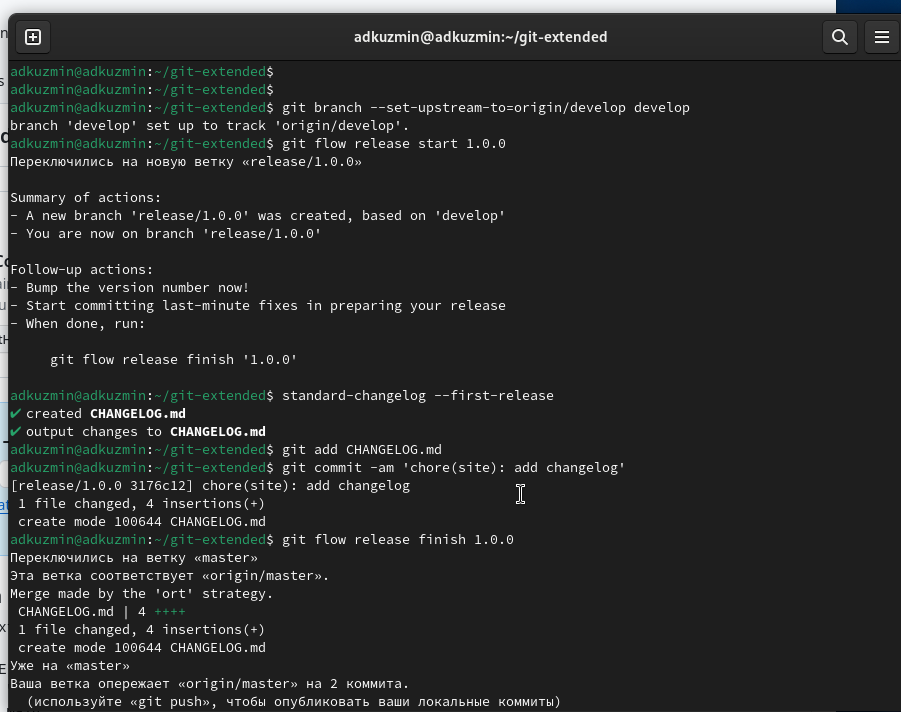 adkuzmin@adkuzmin:~/git-extended
adkuzmin@adkuzmin:~/git-extended$
adkuzmin@adkuzmin:~/git-extended$
adkuzmin@adkuzmin:~/git-extended$ git branch --set-upstream-to=origin/develop develop
branch 'develop' set up to track 'origin/develop'.
adkuzmin@adkuzmin:~/git-extended$ git flow release start 1.0.0
Переключились на новую ветку «release/1.0.0»
Summary of actions:
- A new branch 'release/1.0.0' was created, based on 'develop'
- You are now on branch 'release/1.0.0'
Follow-up actions:
- Bump the version number now!
- Start committing last-minute fixes in preparing your release
- When done, run:
git flow release finish '1.0.0'
adkuzmin@adkuzmin:~/git-extended$ standard-changelog --first-release
✔ created CHANGELOG.md
✔ output changes to CHANGELOG.md
adkuzmin@adkuzmin:~/git-extended$ git add CHANGELOG.md
adkuzmin@adkuzmin:~/git-extended$ git commit -am 'chore(site): add changelog'
[release/1.0.0 3176c12] chore(site): add changelog
1 file changed, 4 insertions(+)
create mode 100644 CHANGELOG.md
adkuzmin@adkuzmin:~/git-extended$ git flow release finish 1.0.0
Переключились на ветку «master»
Эта ветка соответствует «origin/master».
Merge made by the 'ort' strategy.
CHANGELOG.md | 4 ++++
1 file changed, 4 insertions(+)
create mode 100644 CHANGELOG.md
Уже на «master»
Ваша ветка опережает «origin/master» на 2 коммита.
(используйте «git push», чтобы опубликовать ваши локальные коммиты)